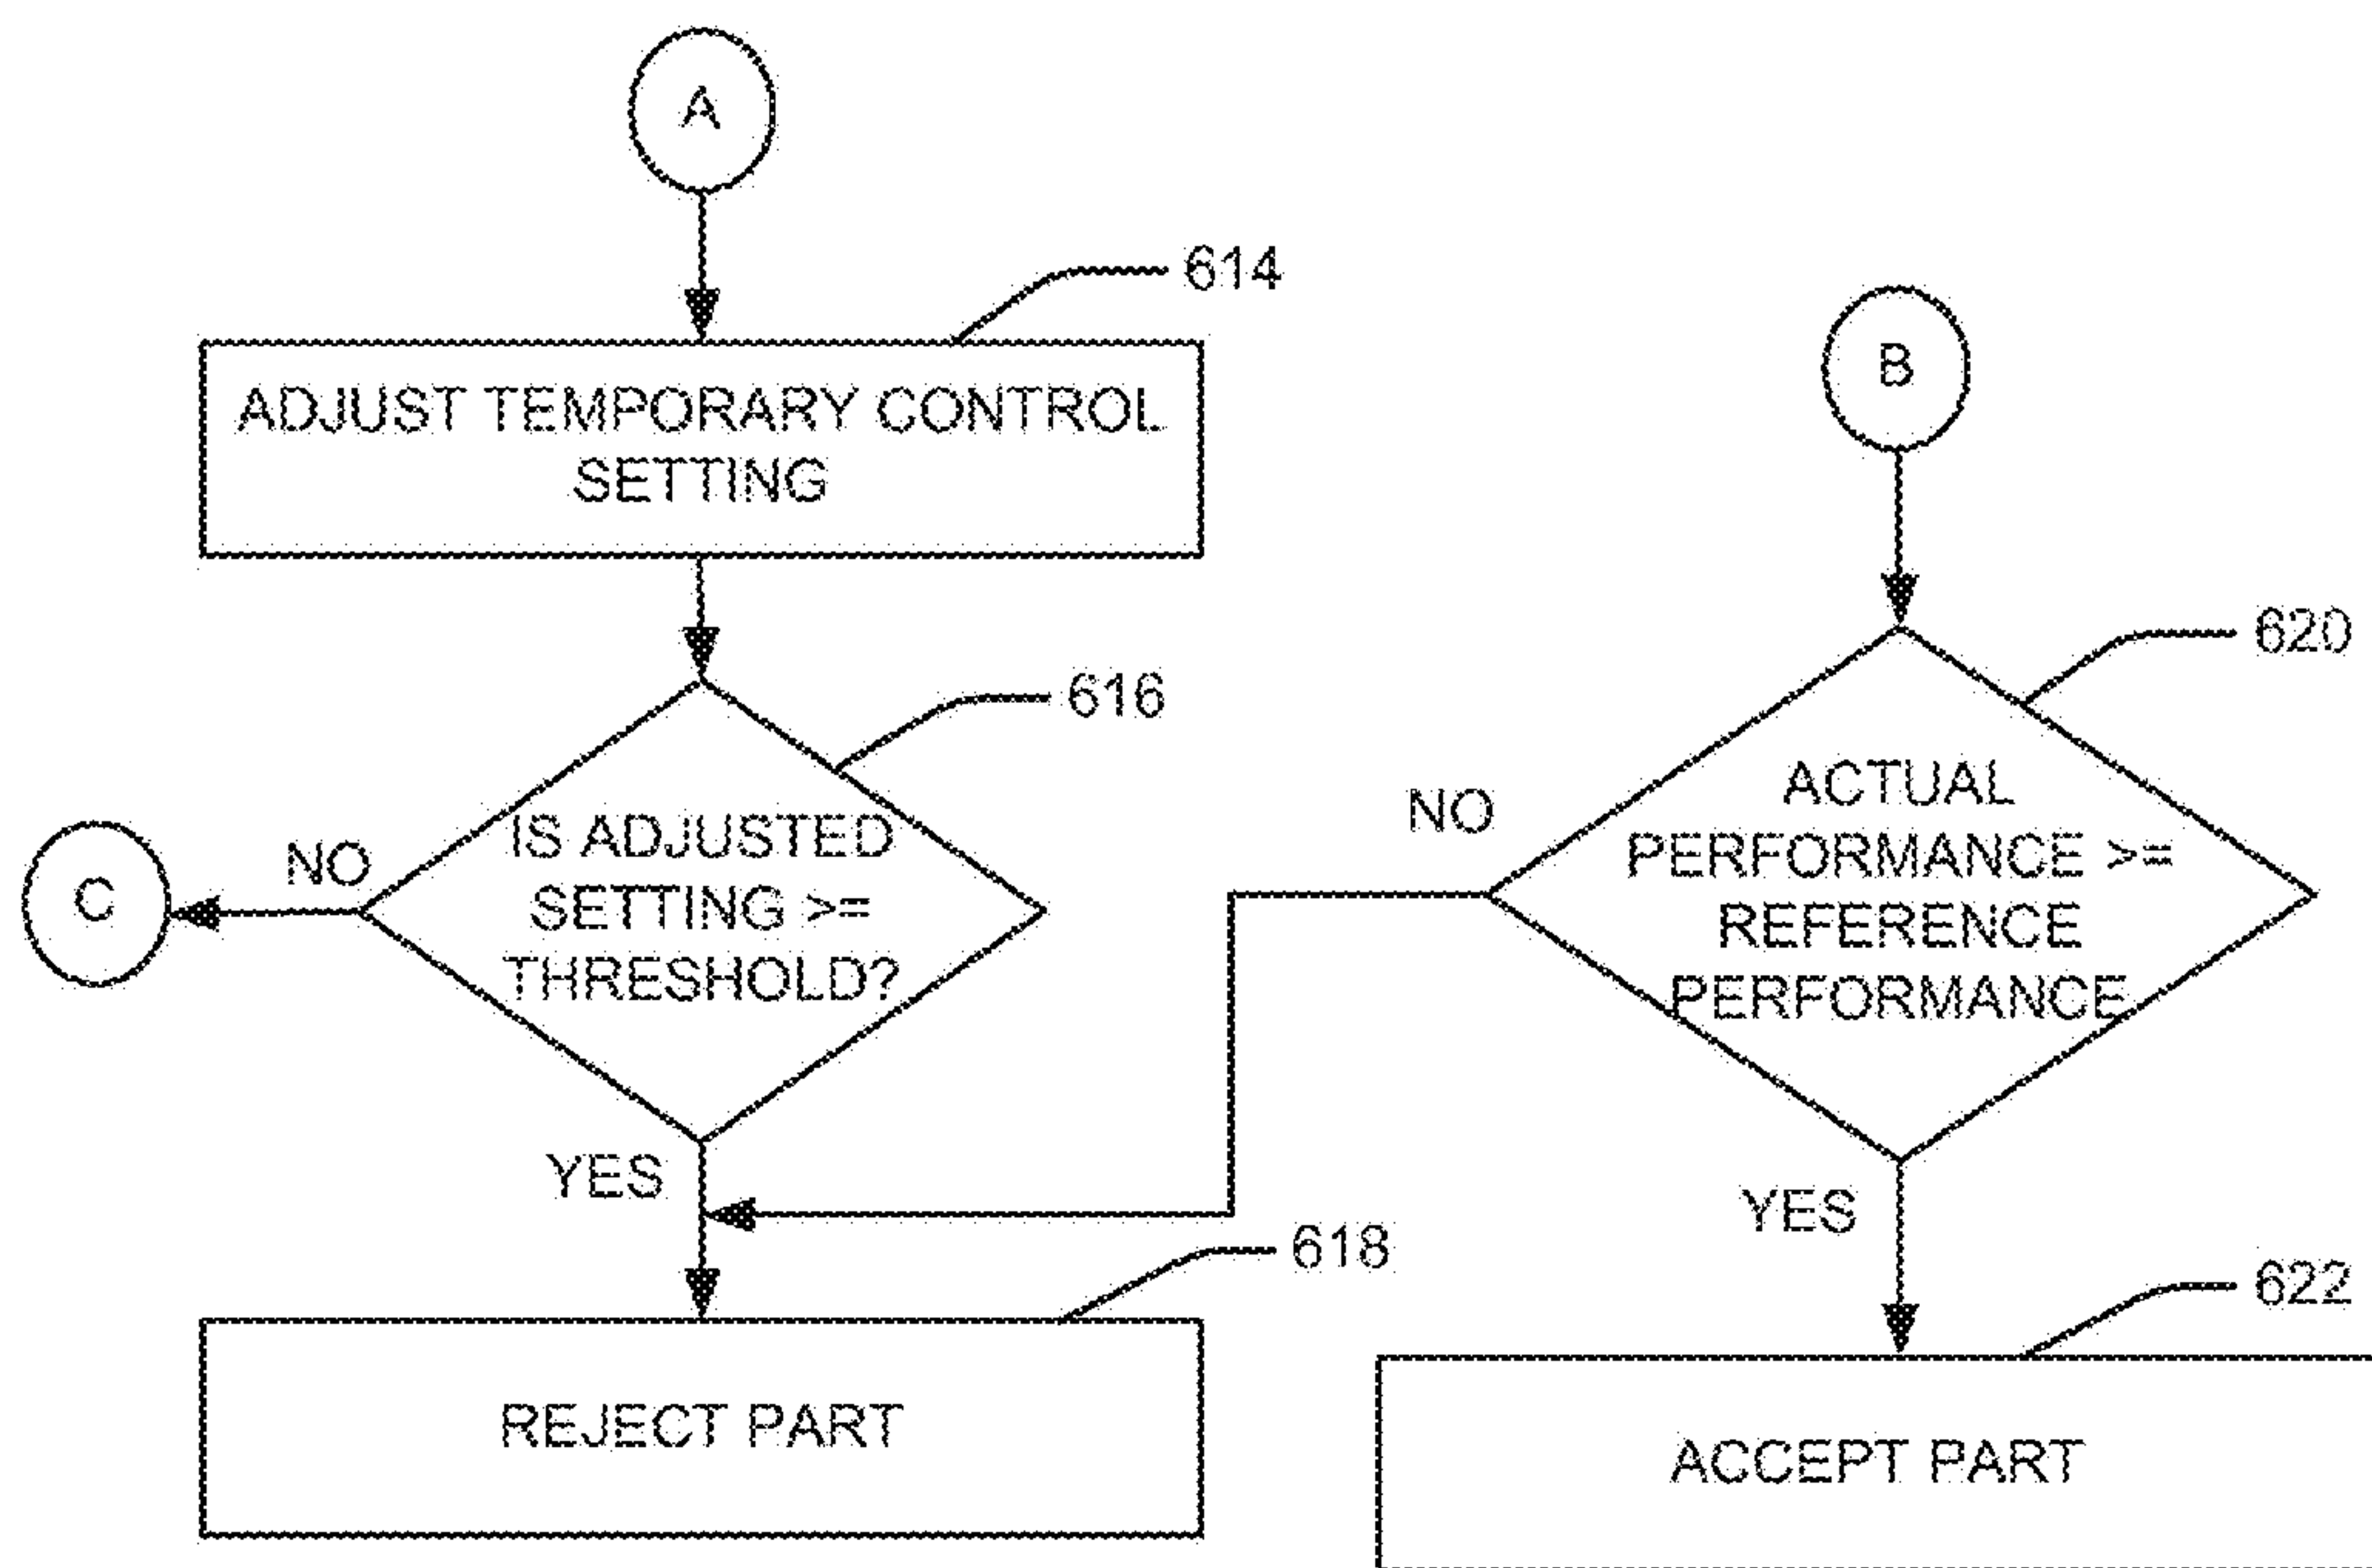 A
614
ADJUST TEMPORARY CONTROL
SETTING
616
IS ADJUSTED
SETTING >=
THRESHOLD?
NO
C
YES
618
REJECT PART
B
620
ACTUAL
PERFORMANCE >=
REFERENCE
PERFORMANCE
NO
YES
622
ACCEPT PART